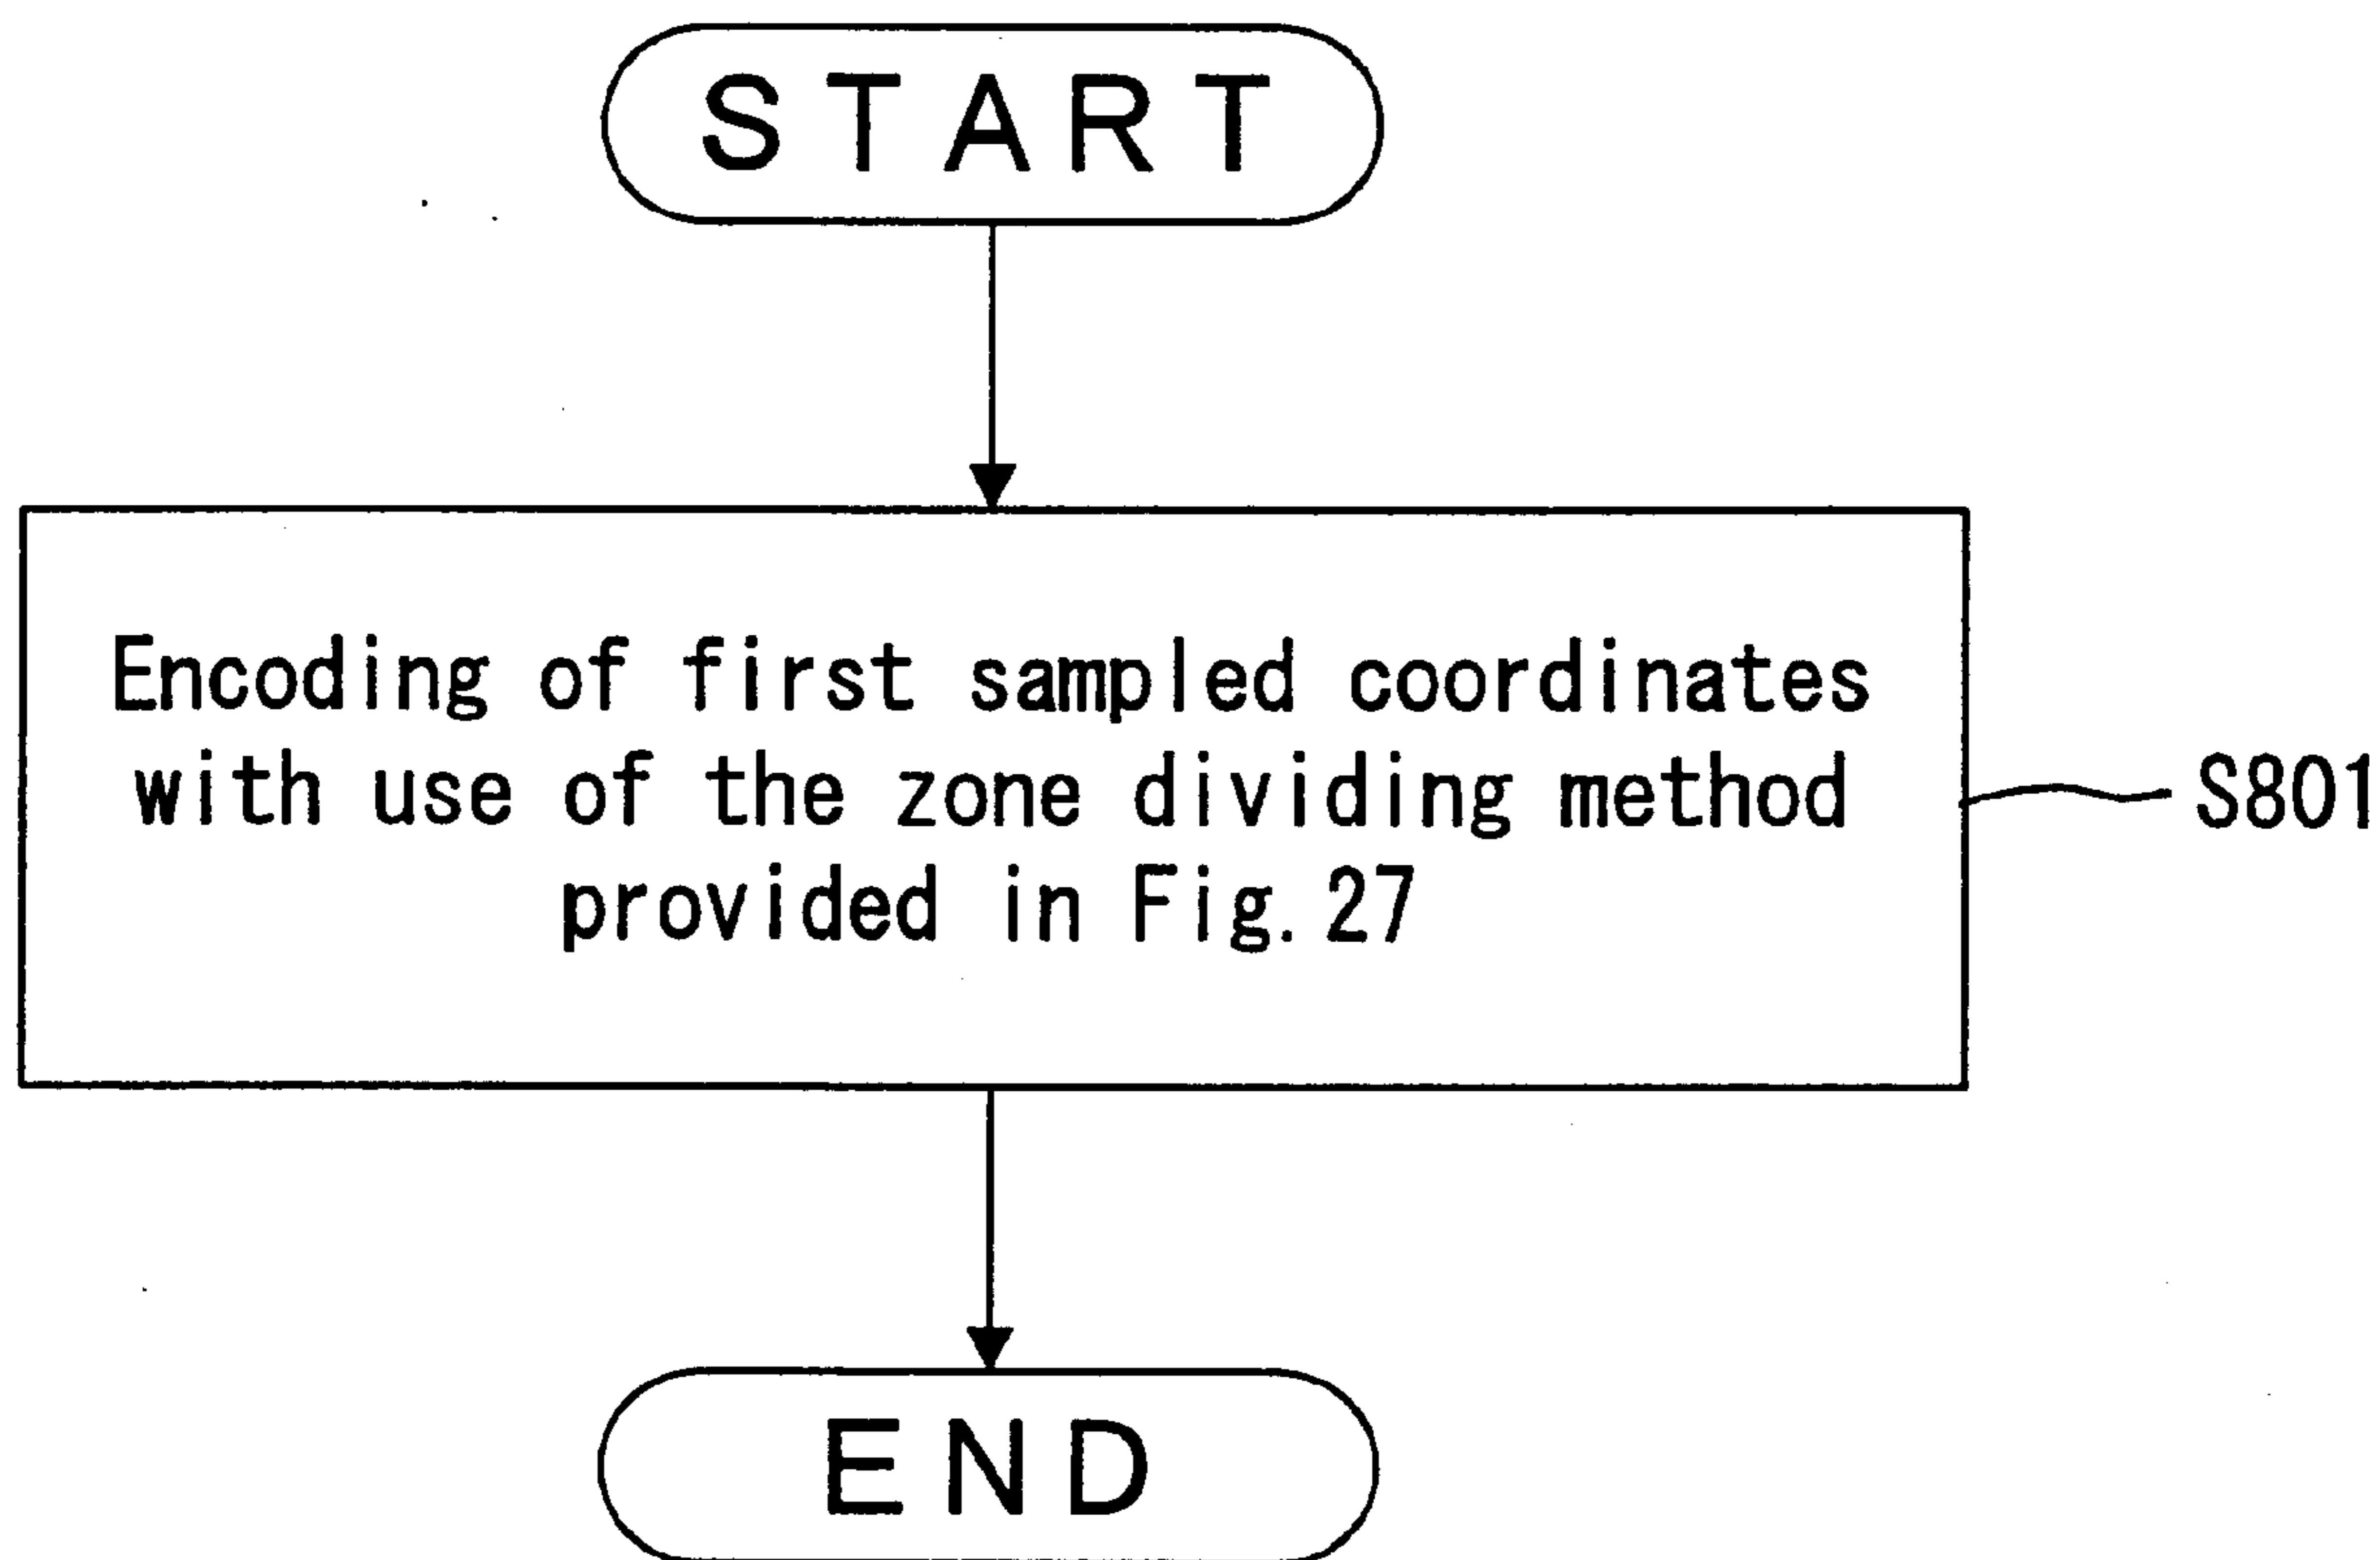 START
Encoding of first sampled coordinates
with use of the zone dividing method
provided in Fig. 27
S801
END